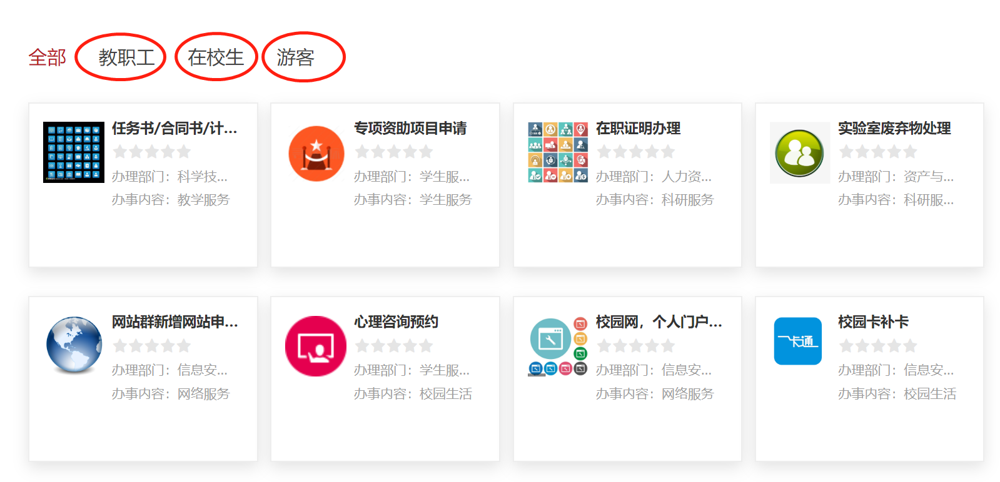 全部 教职工 在校生 游客
任务书/合同书/计...
办理部门：科学技...
办事内容：教学服务
专项资助项目申请
办理部门：学生服...
办事内容：学生服务
在职证明办理
办理部门：人力资...
办事内容：科研服务
实验室废弃物处理
办理部门：资产与...
办事内容：科研服...
网站群新增网站申...
办理部门：信息安...
办事内容：网络服务
心理咨询预约
办理部门：学生服...
办事内容：校园生活
校园网，个人门户...
办理部门：信息安...
办事内容：网络服务
一卡通
校园卡补卡
办理部门：信息安...
办事内容：校园生活